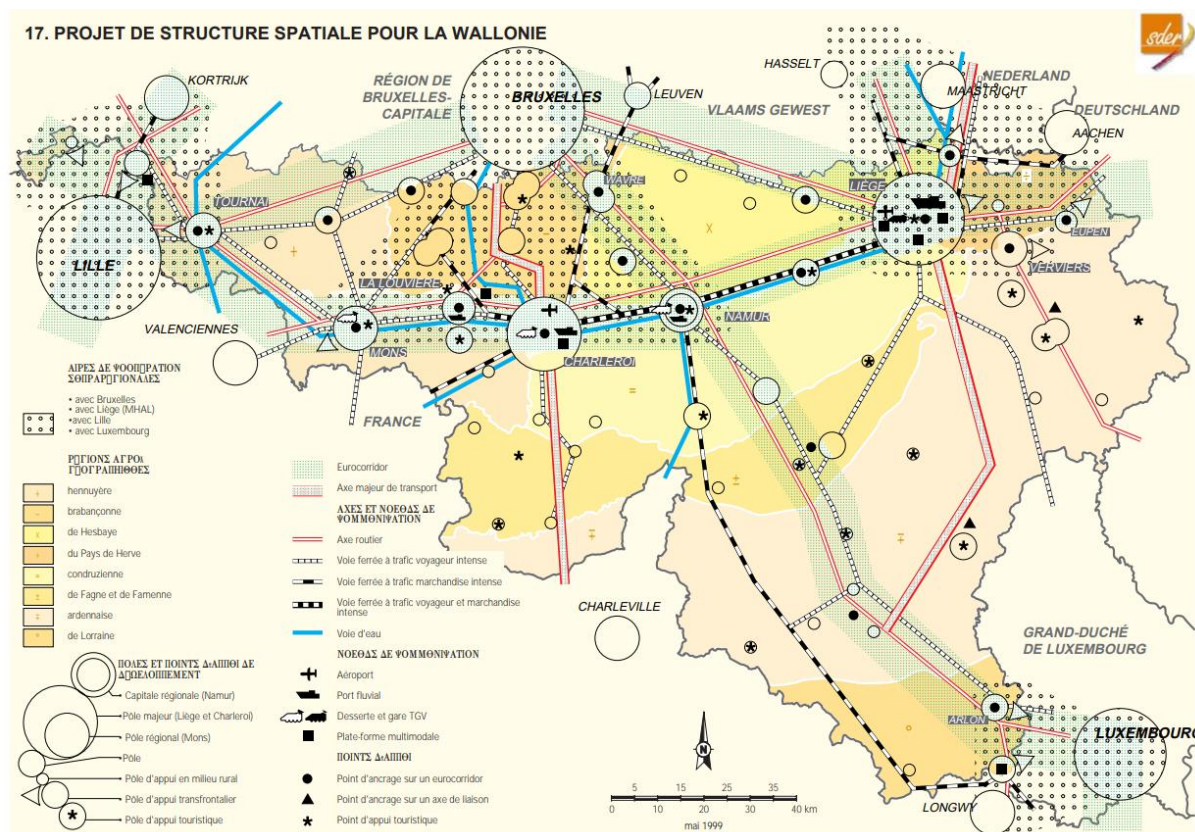 17. PROJET DE STRUCTURE SPATIALE POUR LA WALLONIE
sder
KORTRIJK
RÉGION DE
BRUXELLES-
CAPITALE
BRUXELLES
LEUVEN
VLAAMS GEWEST
HASSELT
NEDERLAND
MAASTRICHT
DEUTSCHLAND
AACHEN
TOURNAI
WAVRE
LIÈGE
EUPEN
LILLE
VERVIERS
LA LOUVIÈRE
VALENCIENNES
MONS
CHARLEROI
NAMUR
FRANCE
CHARLEVILLE
GRAND-DUCHÉ
DE LUXEMBOURG
ARLON
LUXEMBOURG
LONGWY
• avec Bruxelles
• avec Liège (MHAL)
• avec Lille
• avec Luxembourg
hennuyère
brabançonne
de Hesbaye
du Pays de Herve
condruzienne
de Fagne et de Famenne
ardennaise
de Lorraine
Capitale régionale (Namur)
Pôle majeur (Liège et Charleroi)
Pôle régional (Mons)
Pôle
Pôle d'appui en milieu rural
Pôle d'appui transfrontalier
Pôle d'appui touristique
Eurocorridor
Axe majeur de transport
Axe routier
Voie ferrée à trafic voyageur intense
Voie ferrée à trafic marchandise intense
Voie ferrée à trafic voyageur et marchandise
intense
Voie d'eau
Aéroport
Port fluvial
Desserte et gare TGV
Plate-forme multimodale
Point d'ancrage sur un eurocorridor
Point d'ancrage sur un axe de liaison
Point d'appui touristique
N
5 15 25 35
0 10 20 30 40 km
mai 1999